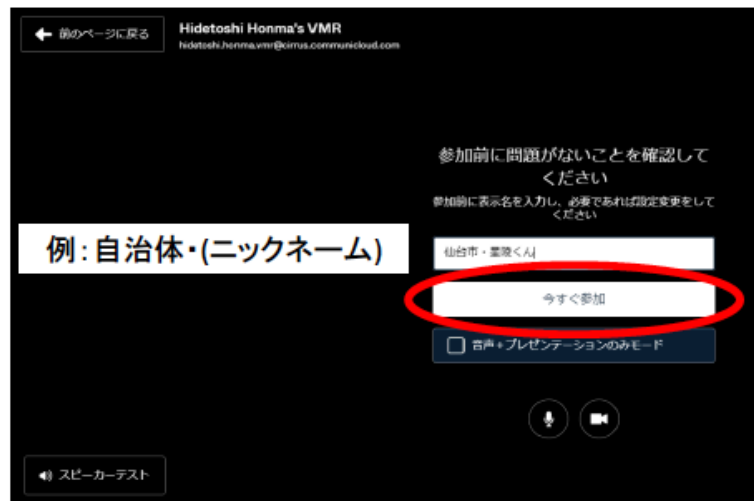 前のページに戻る
Hidetoshi Honma's VMR
hidetoshi.honma.vmr@cirrus.communicloud.com
参加前に問題がないことを確認して
ください
参加前に表示名を入力し、必要であれば設定変更をして
ください
例：自治体・(ニックネーム)
仙台市・星陵くん
今すぐ参加
音声+プレゼンテーションのみモード
スピーカーテスト